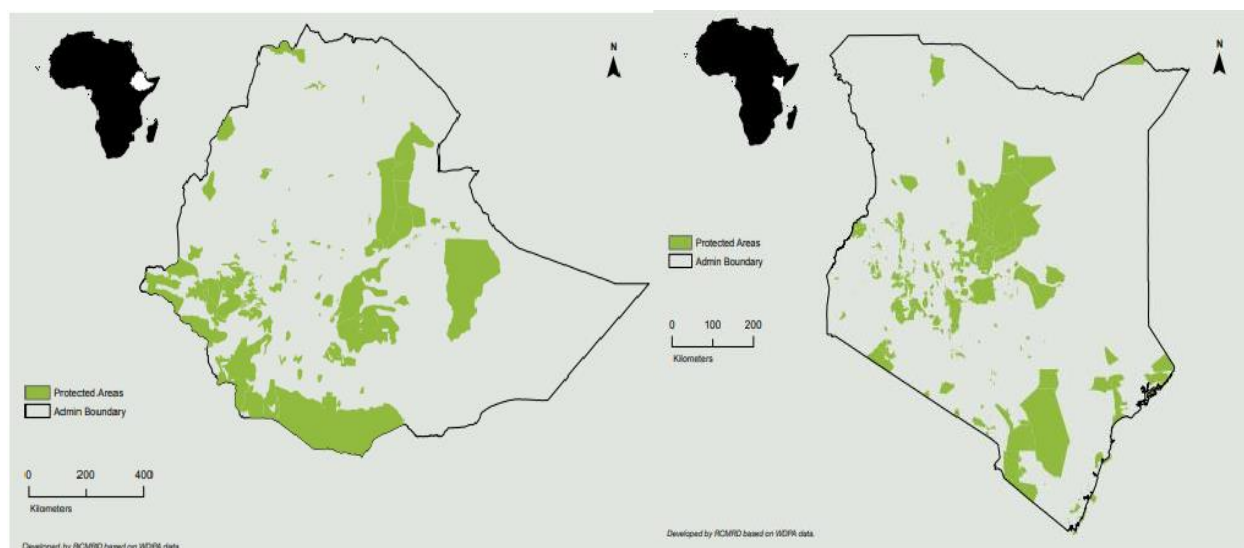 N
Protected Areas
Admin Boundary
0 200 400
Kilometers
Developed by RCMRD based on WDPA data.
N
Protected Areas
Admin Boundary
0 100 200
Kilometers
Developed by RCMRD based on WDPA data.